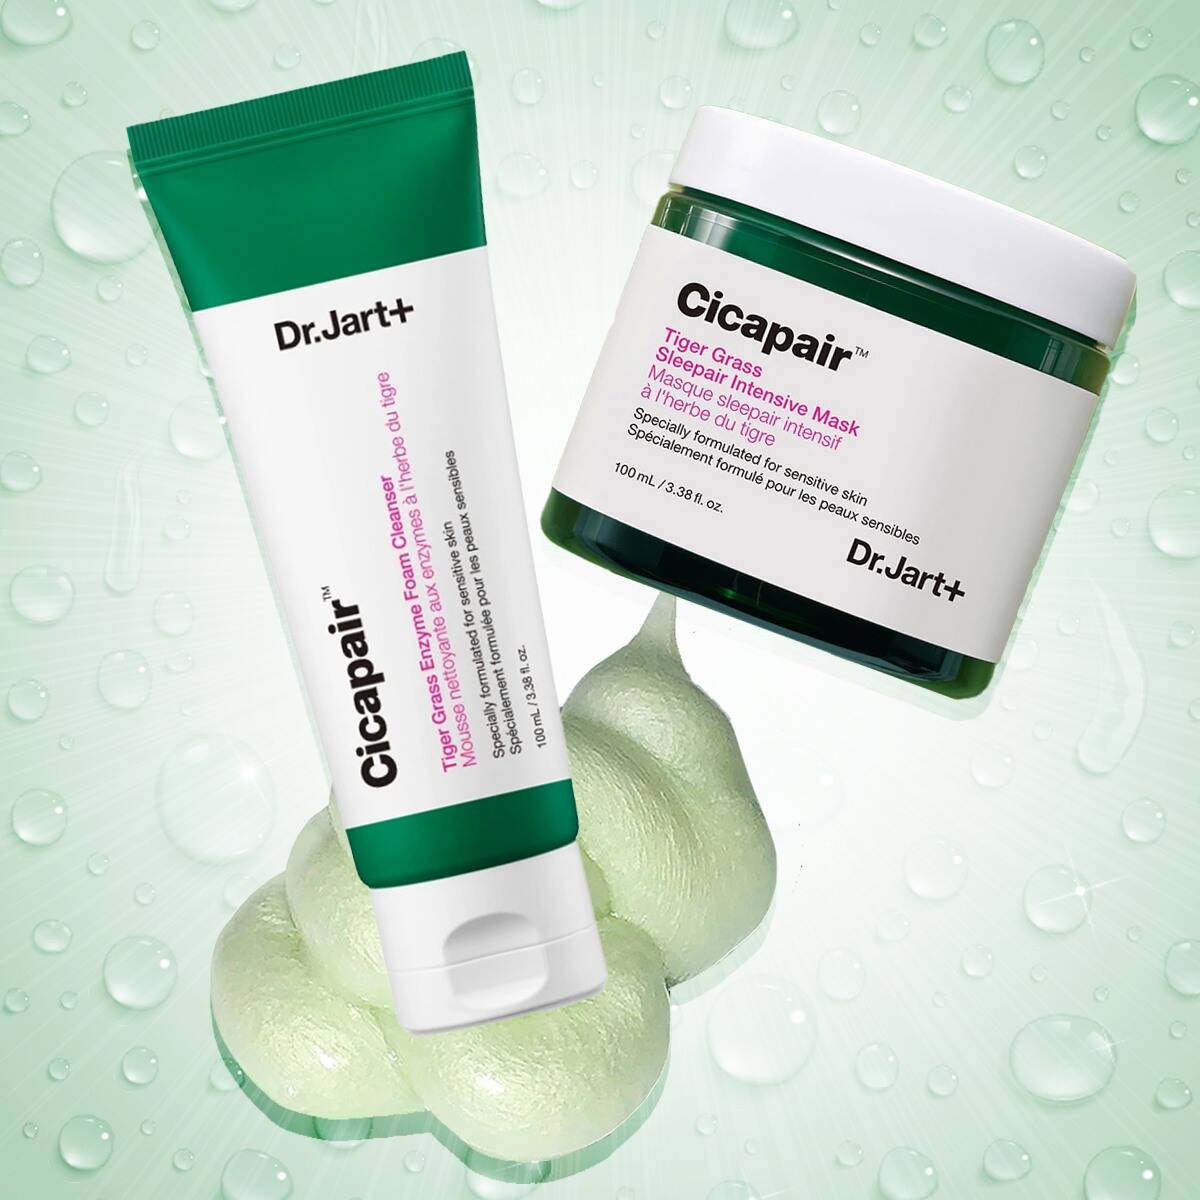 Dr.Jart+
Cicapair™
Tiger Grass Enzyme Foam Cleanser
Mousse nettoyante aux enzymes à l'herbe du tigre
Specially formulated for sensitive skin
Spécialement formulée pour les peaux sensibles
100 mL / 3.38 fl. oz.
Cicapair™
Tiger Grass
Sleepair Intensive Mask
Masque sleepair intensif
à l'herbe du tigre
Specially formulated for sensitive skin
Spécialement formulé pour les peaux sensibles
100 mL / 3.38 fl. oz.
Dr.Jart+